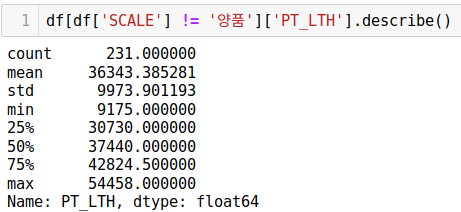 1 df[df['SCALE'] != '양품']['PT_LTH'].describe()
count 231.000000
mean 36343.385281
std 9973.901193
min 9175.000000
25% 30730.000000
50% 37440.000000
75% 42824.500000
max 54458.000000
Name: PT_LTH, dtype: float64